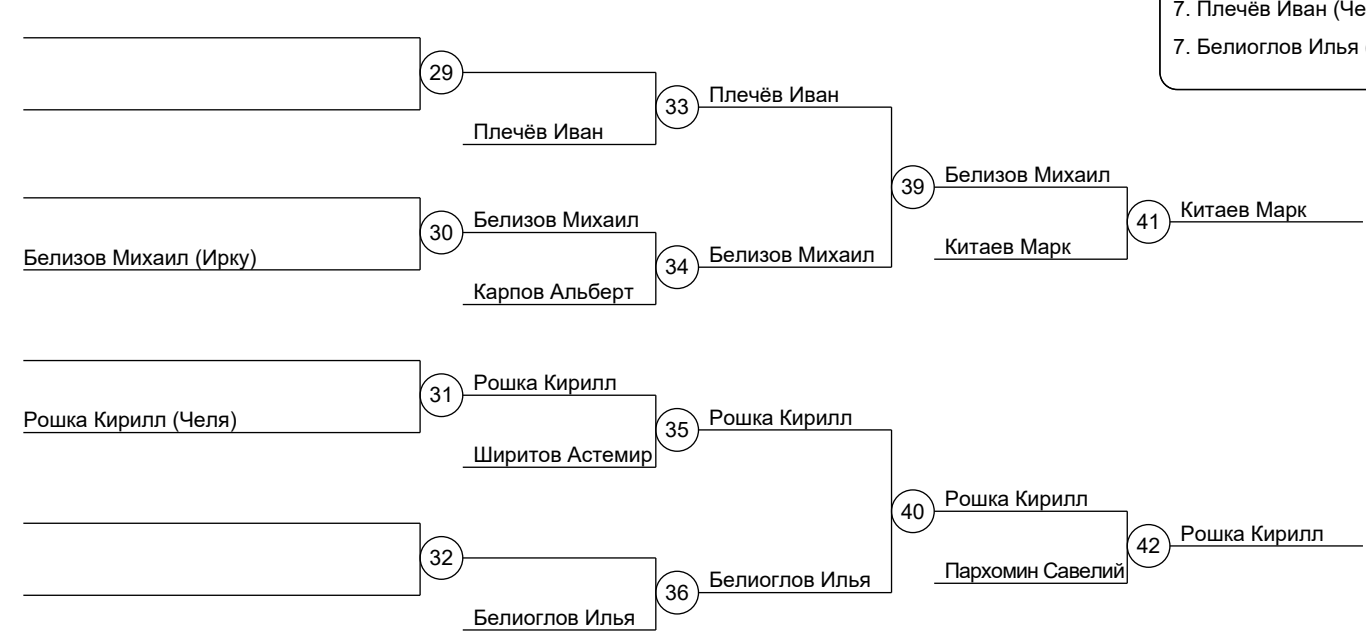 7. Плечёв Иван (Че
7. Белиоглов Илья
29
Плечёв Иван
33
Плечёв Иван
Плечёв Иван
39
Белизов Михаил
41
Китаев Марк
Китаев Марк
30
Белизов Михаил
Белизов Михаил (Ирку)
34
Белизов Михаил
Карпов Альберт
31
Рошка Кирилл
Рошка Кирилл (Челя)
35
Рошка Кирилл
Ширитов Астемир
40
Рошка Кирилл
42
Рошка Кирилл
Пархомин Савелий
32
36
Белиоглов Илья
Белиоглов Илья